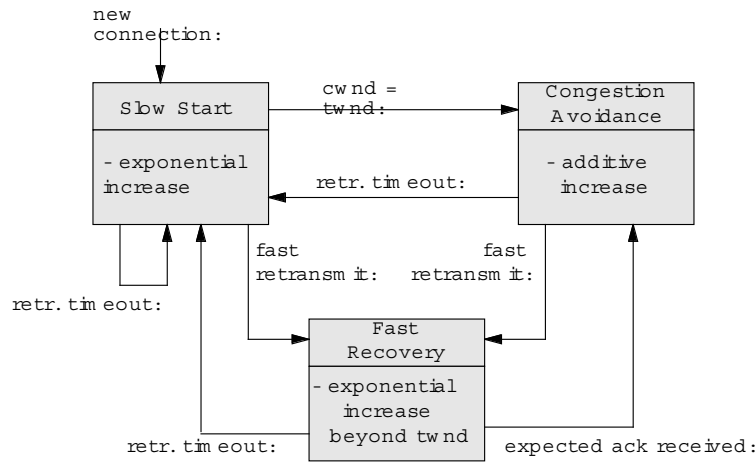 new
connection:
Slow Start
- exponential
increase
cwnd =
twnd:
Congestion
Avoidance
- additive
increase
retr. timeout:
fast
retransmit:
fast
retransmit:
retr. timeout:
Fast
Recovery
- exponential
increase
beyond twnd
retr. timeout:
expected ack received: